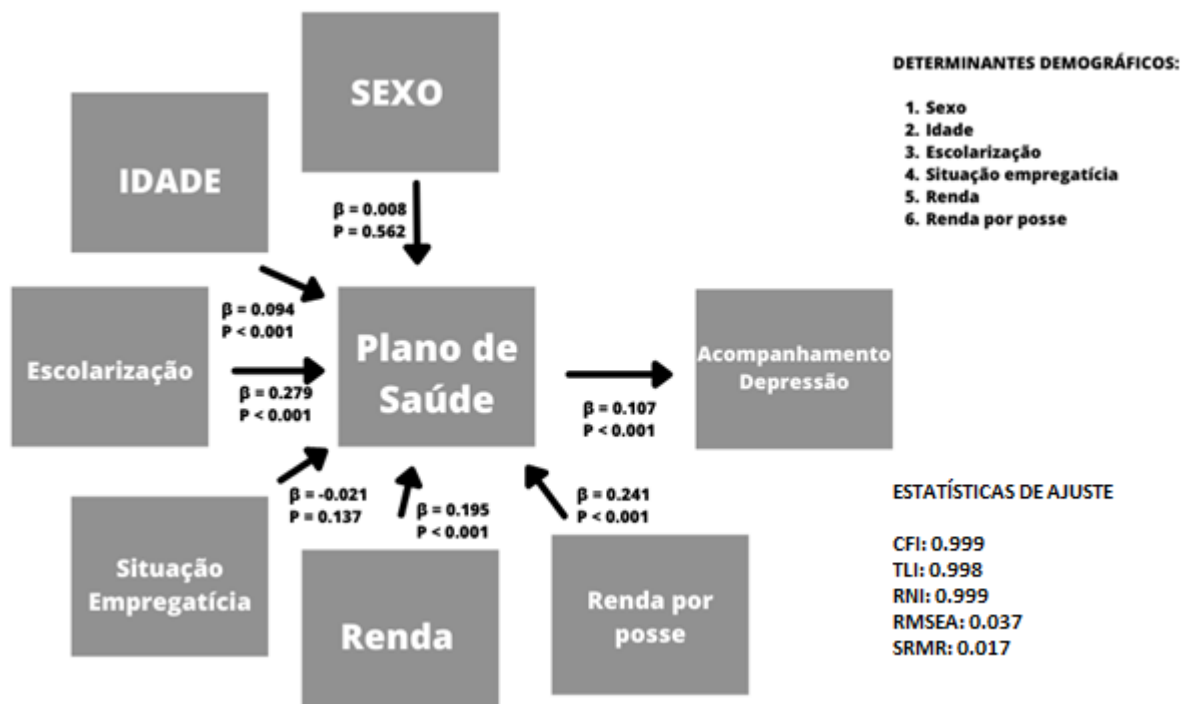 SEXO
DETERMINANTES DEMOGRÁFICOS:
1. Sexo
2. Idade
3. Escolarização
4. Situação empregatícia
5. Renda
6. Renda por posse
IDADE
β = 0.008
P = 0.562
β = 0.094
P < 0.001
Escolarização
β = 0.279
P < 0.001
Plano de
Saúde
β = 0.107
P < 0.001
Acompanhamento
Depressão
β = -0.021
P = 0.137
β = 0.195
P < 0.001
β = 0.241
P < 0.001
Situação
Empregatícia
Renda
Renda por
posse
ESTATÍSTICAS DE AJUSTE
CFI: 0.999
TLI: 0.998
RNI: 0.999
RMSEA: 0.037
SRMR: 0.017